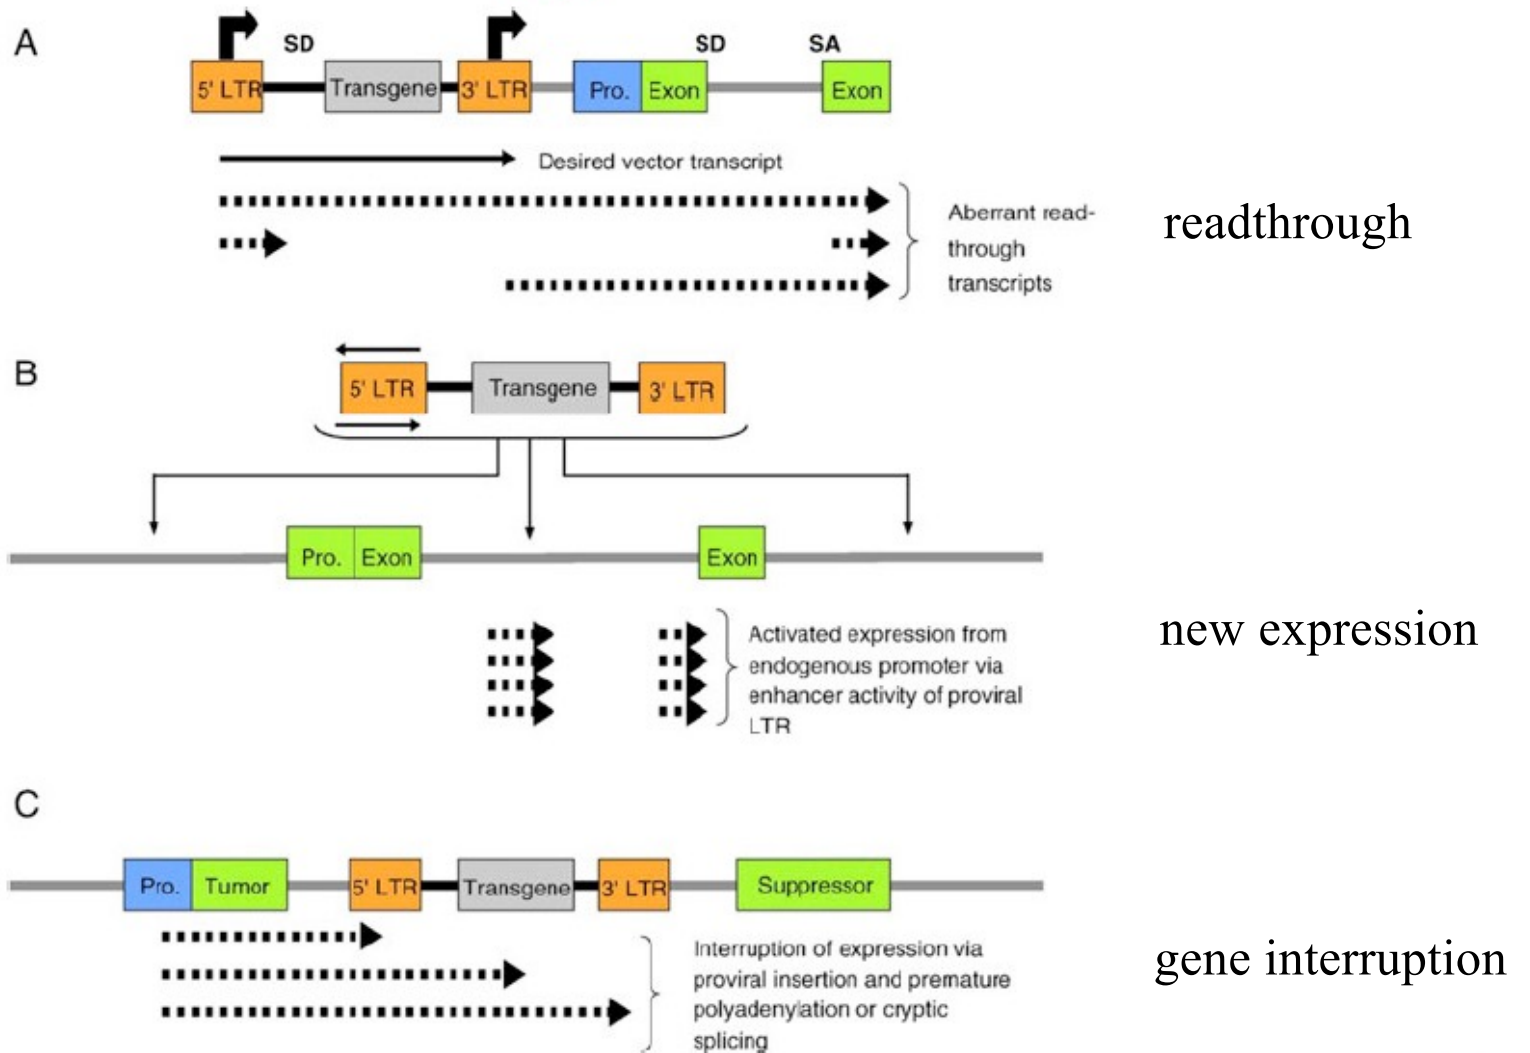 A
SD
SD
SA
5' LTR
Transgene
3' LTR
Pro.
Exon
Exon
Desired vector transcript
Aberrant read-
through
transcripts
readthrough
B
5' LTR
Transgene
3' LTR
Pro.
Exon
Exon
Activated expression from
endogenous promoter via
enhancer activity of proviral
LTR
new expression
C
Pro.
Tumor
5' LTR
Transgene
3' LTR
Suppressor
Interruption of expression via
proviral insertion and premature
polyadenylation or cryptic
splicing
gene interruption